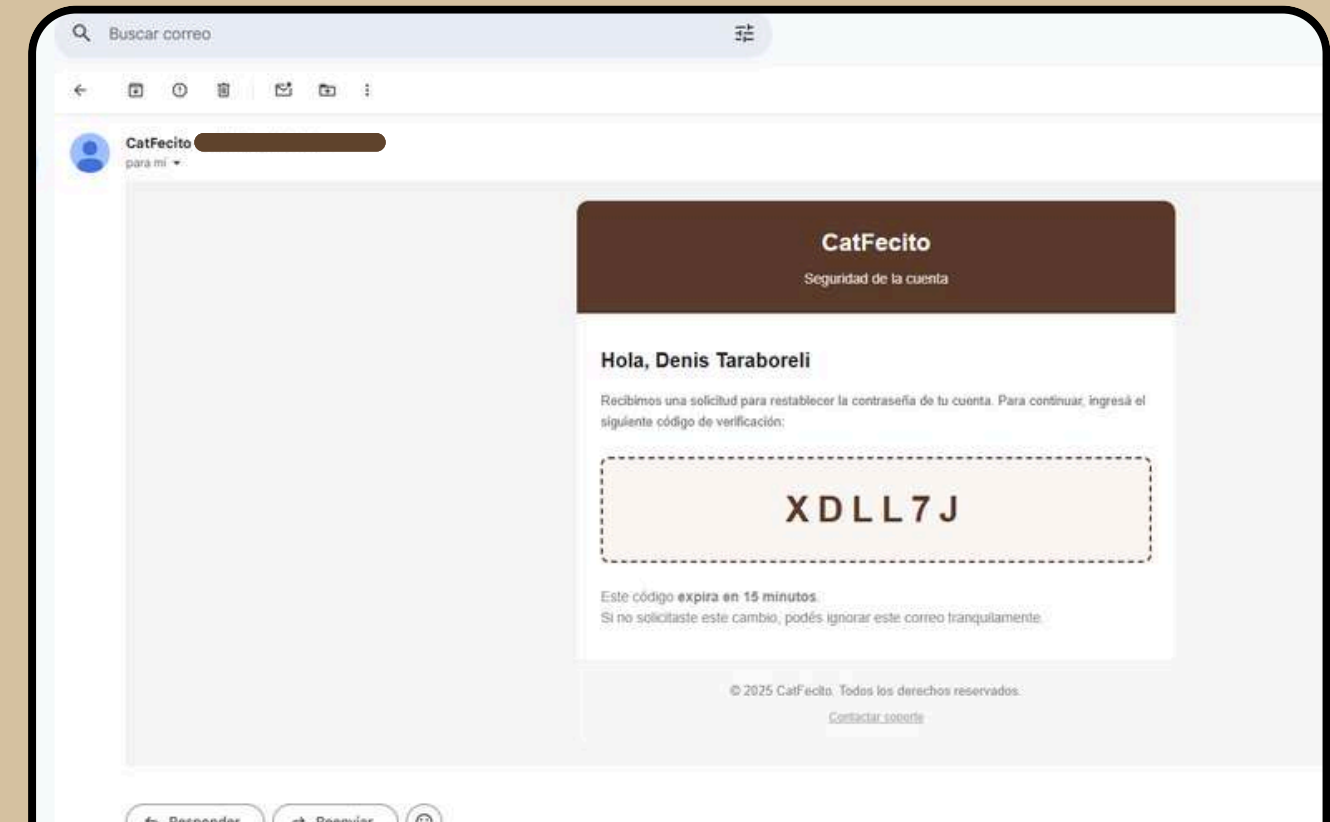 Buscar correo
CatFecito
para mí
CatFecito
Seguridad de la cuenta
Hola, Denis Taraboreli
Recibimos una solicitud para restablecer la contraseña de tu cuenta. Para continuar, ingresá el
siguiente código de verificación:
XDLL7J
Este código expira en 15 minutos.
Si no solicitaste este cambio, podés ignorar este correo tranquilamente.
© 2025 CatFecito. Todos los derechos reservados.
Contactar soporte
Responder
Reenviar